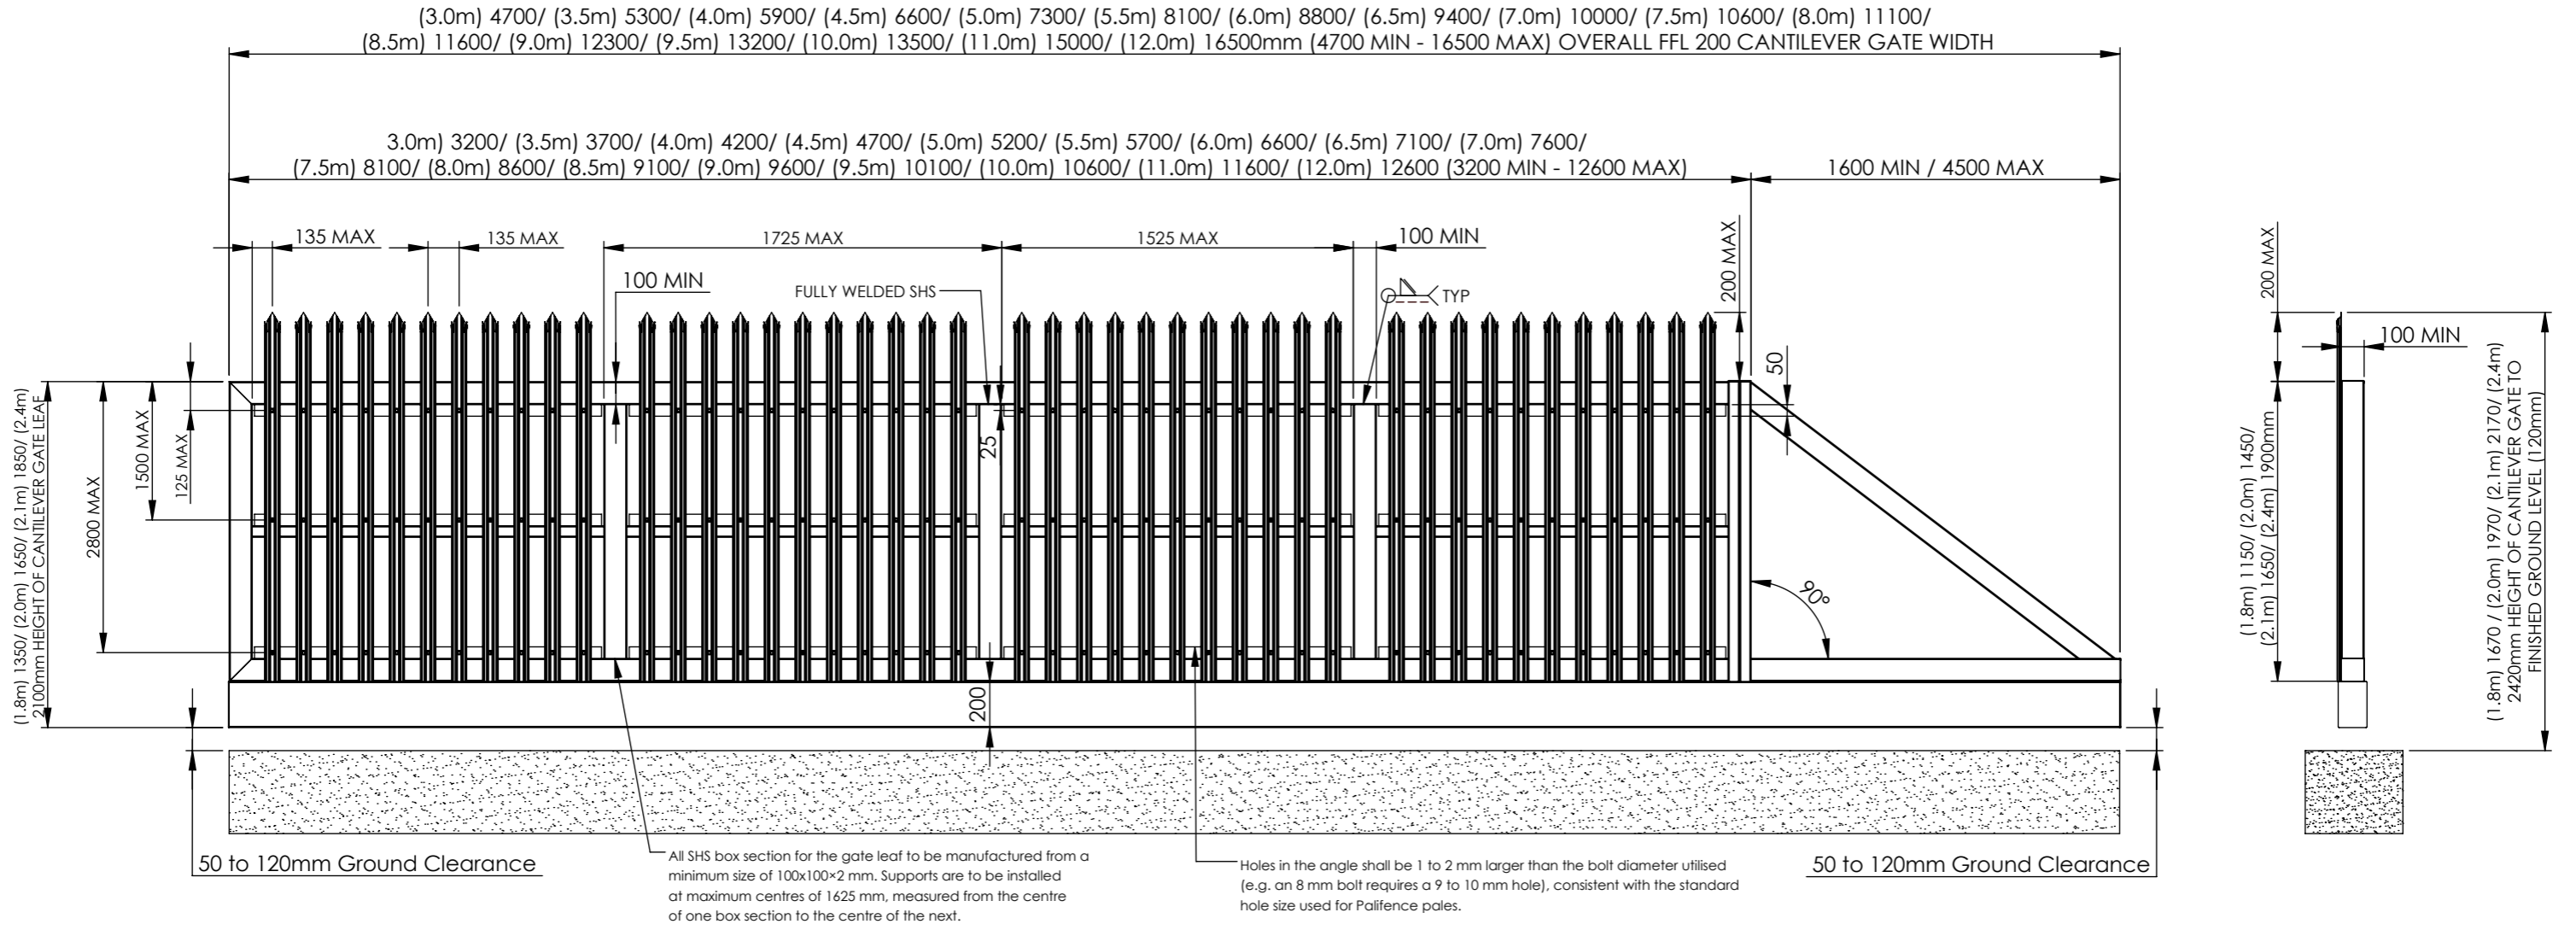 (3.0m) 4700/ (3.5m) 5300/ (4.0m) 5900/ (4.5m) 6600/ (5.0m) 7300/ (5.5m) 8100/ (6.0m) 8800/ (6.5m) 9400/ (7.0m) 10000/ (7.5m) 10600/ (8.0m) 11100/
(8.5m) 11600/ (9.0m) 12300/ (9.5m) 13200/ (10.0m) 13500/ (11.0m) 15000/ (12.0m) 16500mm (4700 MIN - 16500 MAX) OVERALL FFL 200 CANTILEVER GATE WIDTH
3.0m) 3200/ (3.5m) 3700/ (4.0m) 4200/ (4.5m) 4700/ (5.0m) 5200/ (5.5m) 5700/ (6.0m) 6600/ (6.5m) 7100/ (7.0m) 7600/
(7.5m) 8100/ (8.0m) 8600/ (8.5m) 9100/ (9.0m) 9600/ (9.5m) 10100/ (10.0m) 10600/ (11.0m) 11600/ (12.0m) 12600 (3200 MIN - 12600 MAX)
1600 MIN / 4500 MAX
135 MAX
135 MAX
1725 MAX
1525 MAX
100 MIN
200 MAX
100 MIN
FULLY WELDED SHS
TYP
50
25
(1.8m) 1350/ (2.0m) 1650/ (2.1m) 1850/ (2.4m)
2100mm HEIGHT OF CANTILEVER GATE LEAF
2800 MAX
1500 MAX
125 MAX
90°
200
200 MAX
100 MIN
(1.8m) 1150/ (2.0m) 1450/
(2.1m) 1650/ (2.4m) 1900mm
(1.8m) 1670 / (2.0m) 1970/ (2.1m) 2170/ (2.4m)
2420mm HEIGHT OF CANTILEVER GATE TO
FINISHED GROUND LEVEL (120mm)
50 to 120mm Ground Clearance
All SHS box section for the gate leaf to be manufactured from a
minimum size of 100x100×2 mm. Supports are to be installed
at maximum centres of 1625 mm, measured from the centre
of one box section to the centre of the next.
Holes in the angle shall be 1 to 2 mm larger than the bolt diameter utilised
(e.g. an 8 mm bolt requires a 9 to 10 mm hole), consistent with the standard
hole size used for Palifence pales.
50 to 120mm Ground Clearance